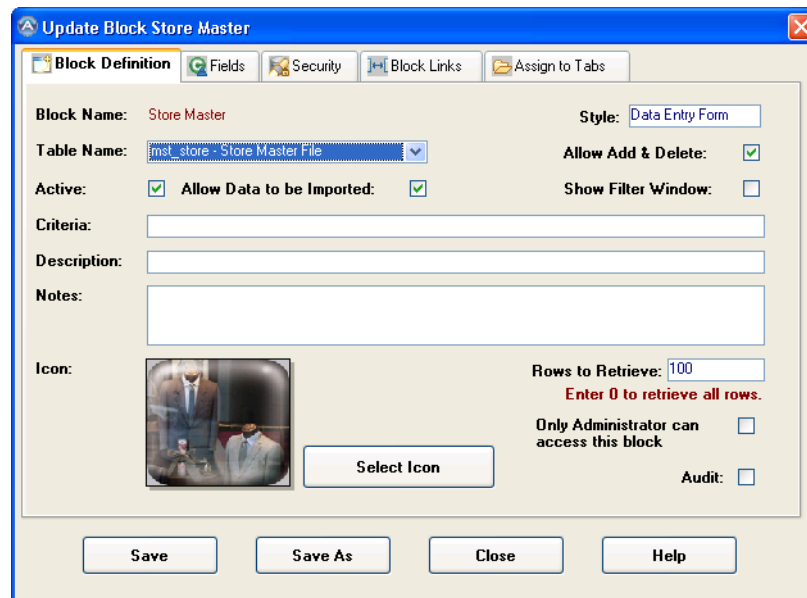 Update Block Store Master
Block Definition Fields Security Block Links Assign to Tabs
Block Name: Store Master Style: Data Entry Form
Table Name: mst_store - Store Master File Allow Add & Delete:
Active: Allow Data to be Imported: Show Filter Window:
Criteria:
Description:
Notes:
Icon: Rows to Retrieve: 100
Enter 0 to retrieve all rows.
Only Administrator can
access this block
Select Icon
Audit:
Save Save As Close Help